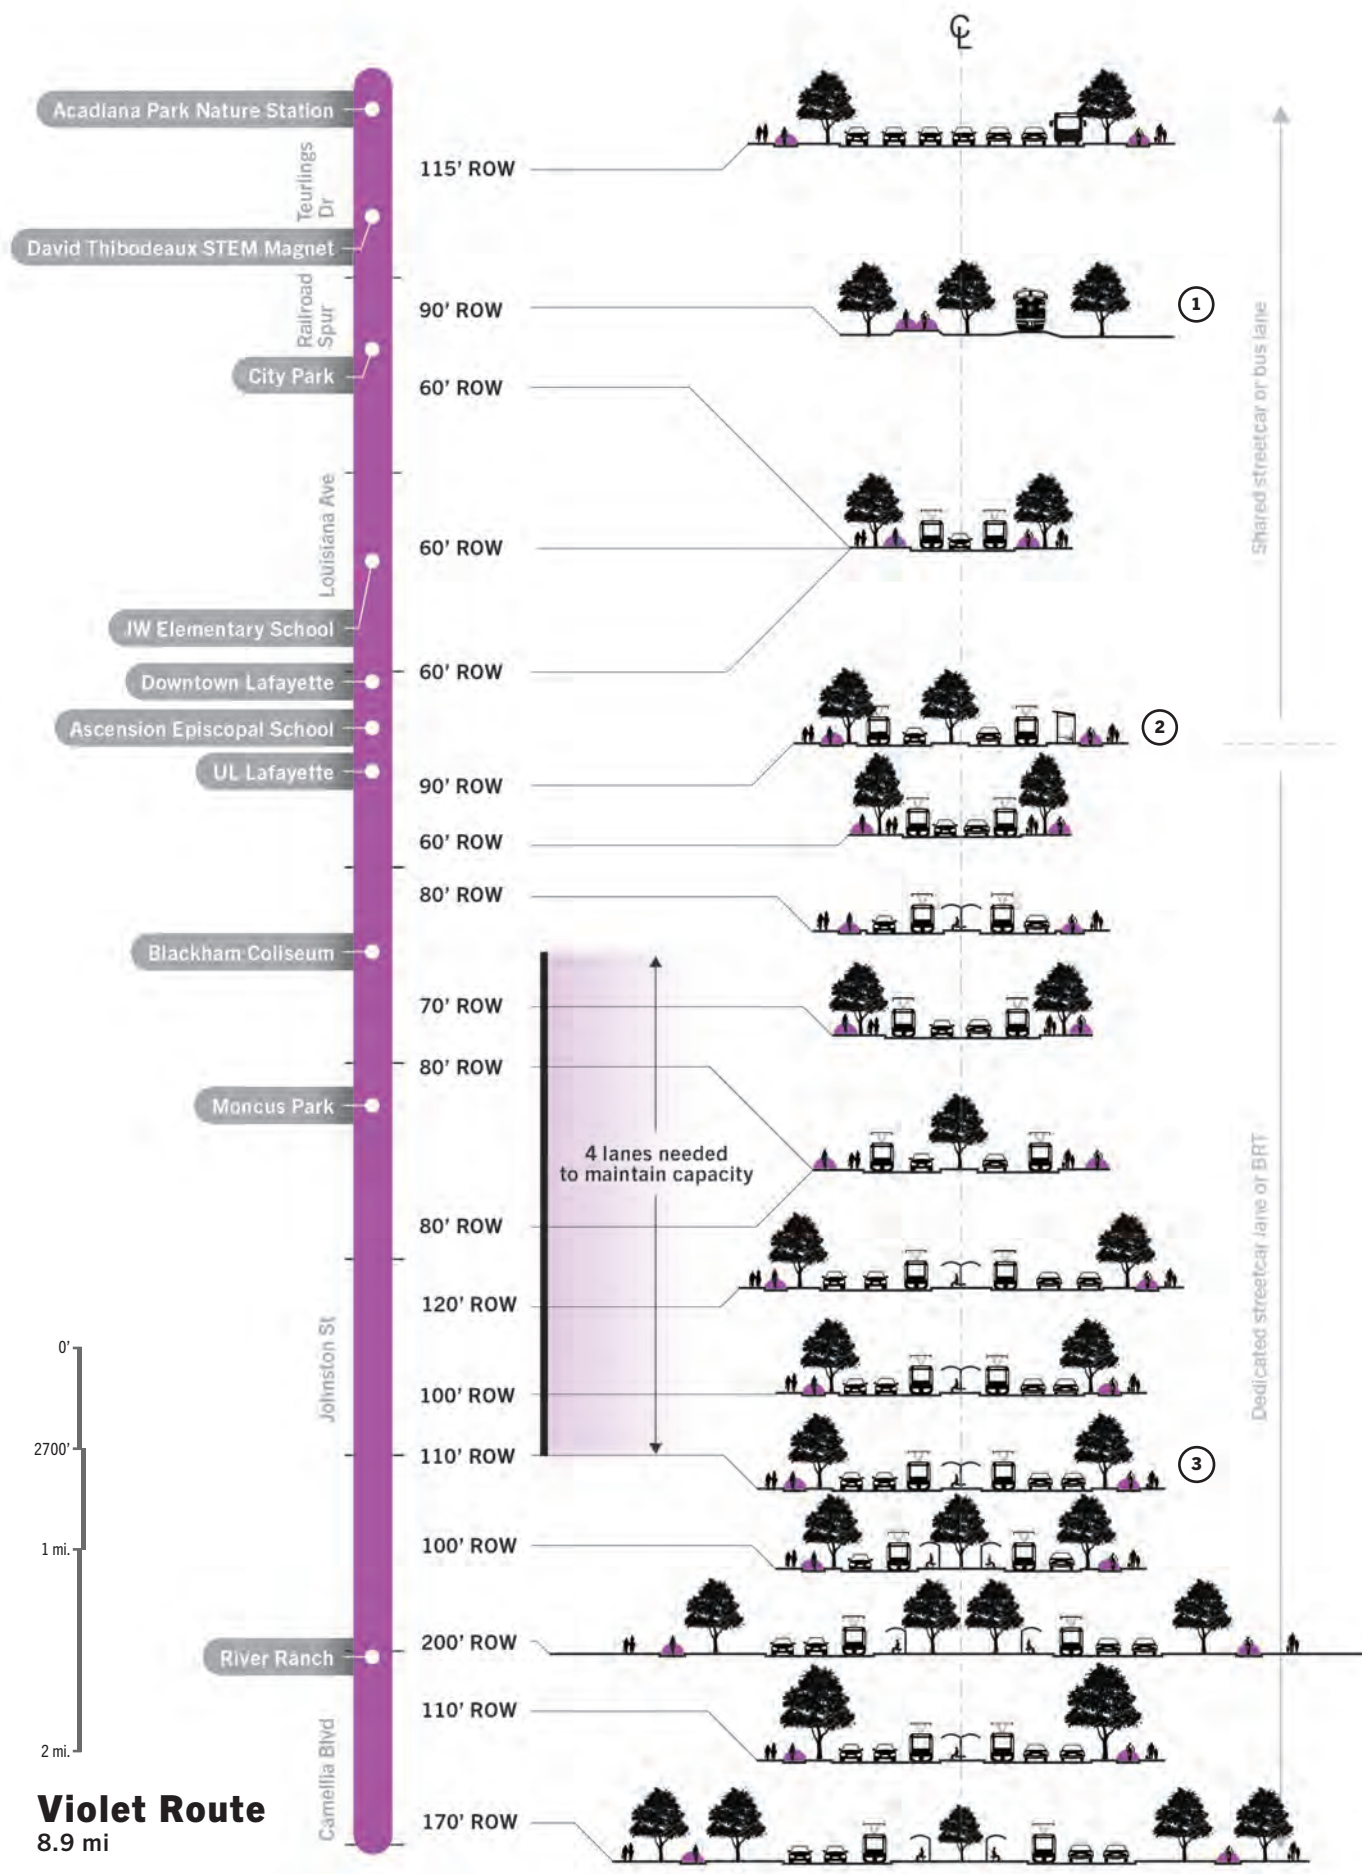 ℄
Acadiana Park Nature Station
Teurlings
Dr
115' ROW
David Thibodeaux STEM Magnet
Railroad
Spur
90' ROW
1
City Park
60' ROW
Shared streetcar or bus lane
Louisiana Ave
60' ROW
JW Elementary School
60' ROW
Downtown Lafayette
Ascension Episcopal School
2
UL Lafayette
90' ROW
60' ROW
80' ROW
Blackham Coliseum
70' ROW
80' ROW
Moncus Park
4 lanes needed
to maintain capacity
Dedicated streetcar lane or BRT
80' ROW
120' ROW
Johnston St
0'
100' ROW
2700'
110' ROW
3
1 mi.
100' ROW
200' ROW
River Ranch
110' ROW
Camellia Blvd
2 mi.
170' ROW
Violet Route
8.9 mi